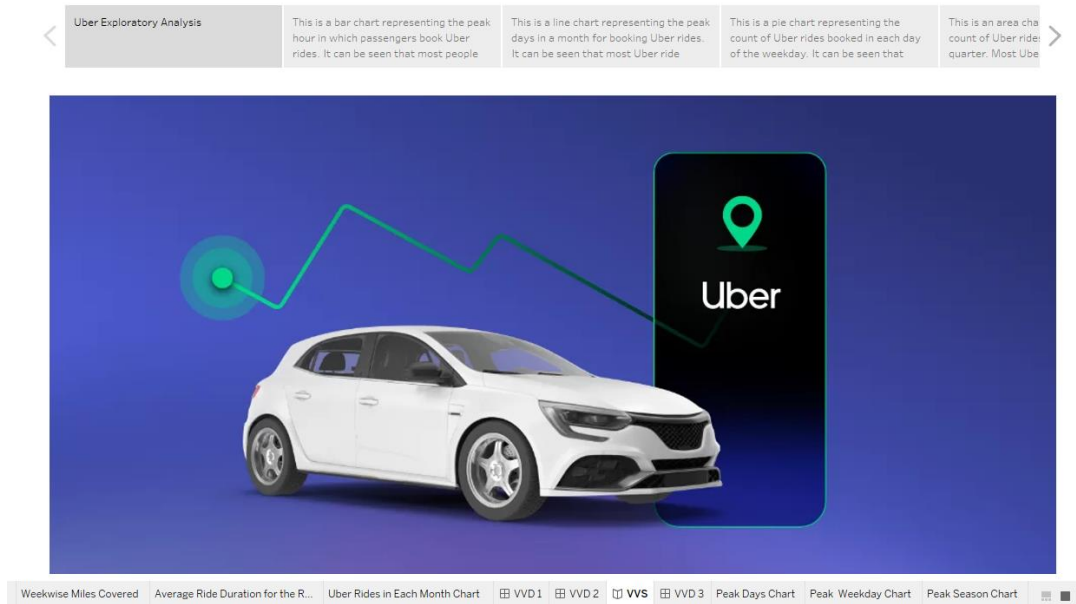 Uber Exploratory Analysis
This is a bar chart representing the peak
hour in which passengers book Uber
rides. It can be seen that most people
This is a line chart representing the peak
days in a month for booking Uber rides.
It can be seen that most Uber ride
This is a pie chart representing the
count of Uber rides booked in each day
of the weekday. It can be seen that
This is an area cha
count of Uber rides
quarter. Most Ube
Uber
Weekwise Miles Covered
Average Ride Duration for the R...
Uber Rides in Each Month Chart
VVD 1
VVD 2
VVS
VVD 3
Peak Days Chart
Peak Weekday Chart
Peak Season Chart